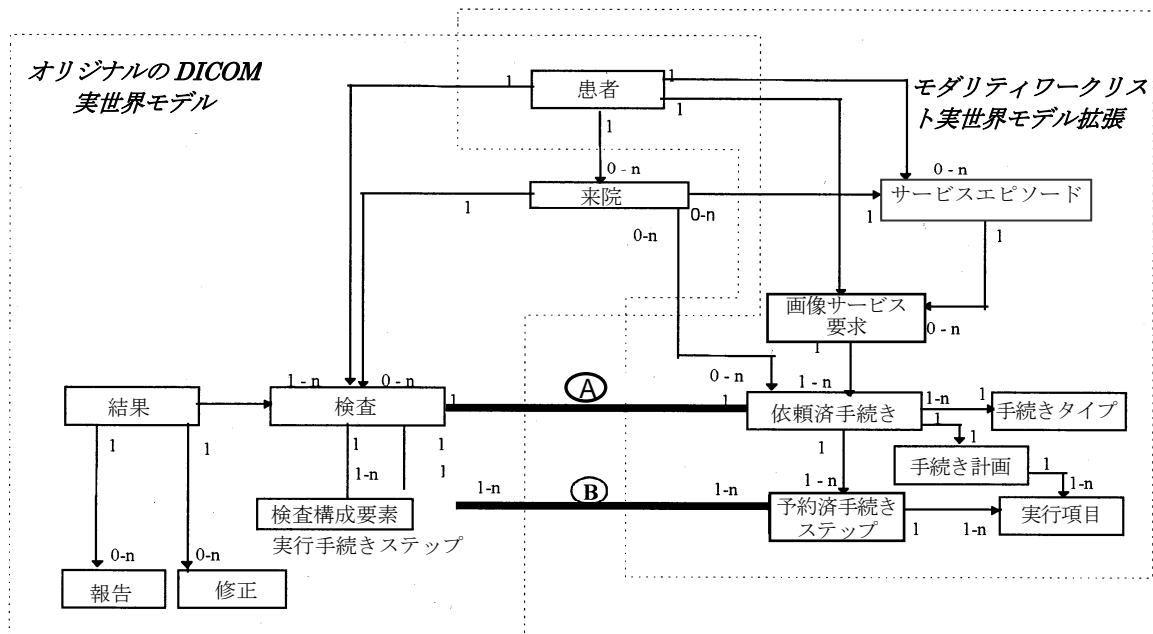 オリジナルの DICOM
実世界モデル
モダリティワークリス
ト実世界モデル拡張
1
患者
1
1
1
0 - n
0 - n
来院
サービスエピソード
1
0-n
1
0-n
1
画像サービス
要求
0 - n
1
1 - n
0 - n
0 - n
1 - n
結果
検査
1
A
1
依頼済手続き
1-n
1
手続きタイプ
1
1
1
1
1
1
1
手続き計画
1
1-n
1
1-n
1-n
1-n
B
1-n
検査構成要素
実行手続きステップ
予約済手続き
ステップ
1
1-n
実行項目
0-n
0-n
報告
修正